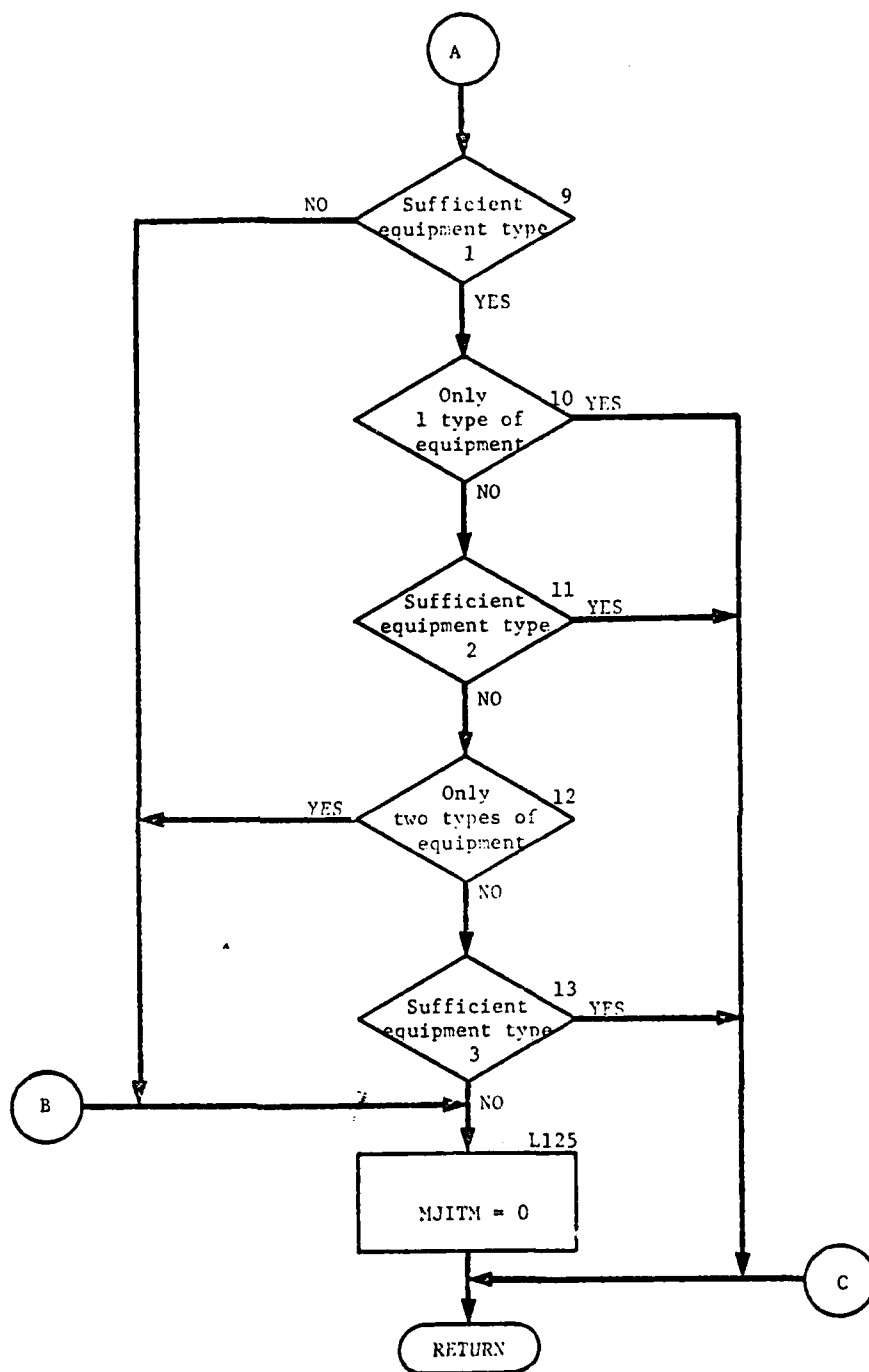 A
9
NO
Sufficient
equipment type
1
YES
10
YES
Only
1 type of
equipment
NO
11
YES
Sufficient
equipment type
2
NO
12
YES
Only
two types of
equipment
NO
13
YES
Sufficient
equipment type
3
B
NO
L125
MJITM = 0
C
RETURN